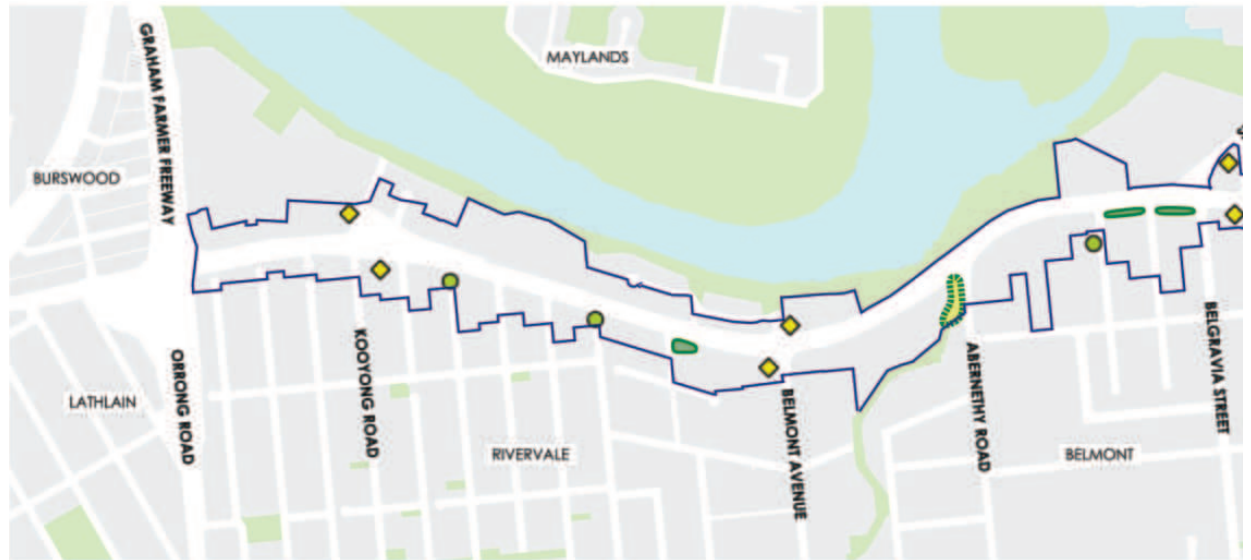 MAYLANDS
GRAHAM FARMER FREEWAY
BURSWOOD
KOOYONG ROAD
ORRONG ROAD
LATHLAIN
RIVERVALE
BELMONT AVENUE
ABERNETHY ROAD
BELMONT
BELGRAVIA STREET